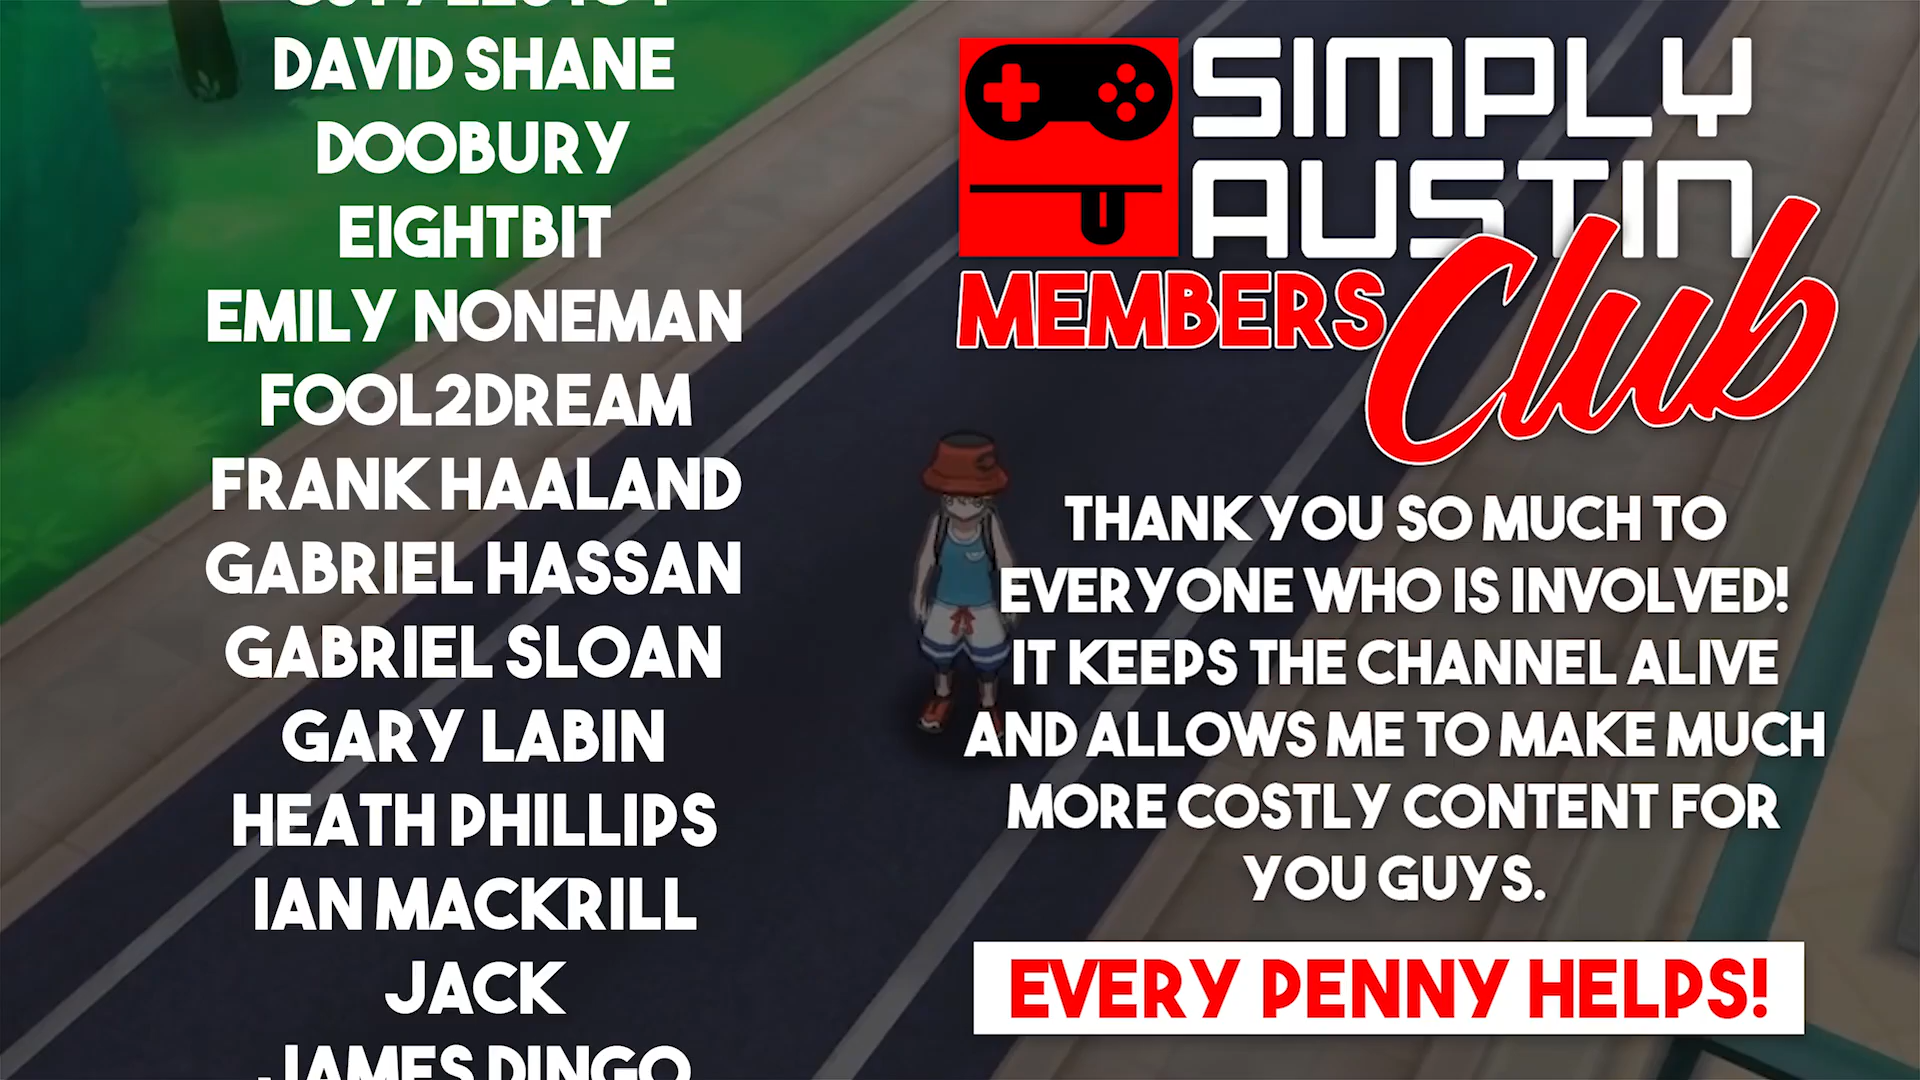 DAVID SHANE
DOOBURY
EIGHTBIT
EMILY NONEMAN
FOOL2DREAM
FRANK HAALAND
GABRIEL HASSAN
GABRIEL SLOAN
GARY LABIN
HEATH PHILLIPS
IAN MACKRILL
JACK
JAMES DINGO
SIMPLY
AUSTIN
MEMBERS Club
THANK YOU SO MUCH TO
EVERYONE WHO IS INVOLVED!
IT KEEPS THE CHANNEL ALIVE
AND ALLOWS ME TO MAKE MUCH
MORE COSTLY CONTENT FOR
YOU GUYS.
EVERY PENNY HELPS!